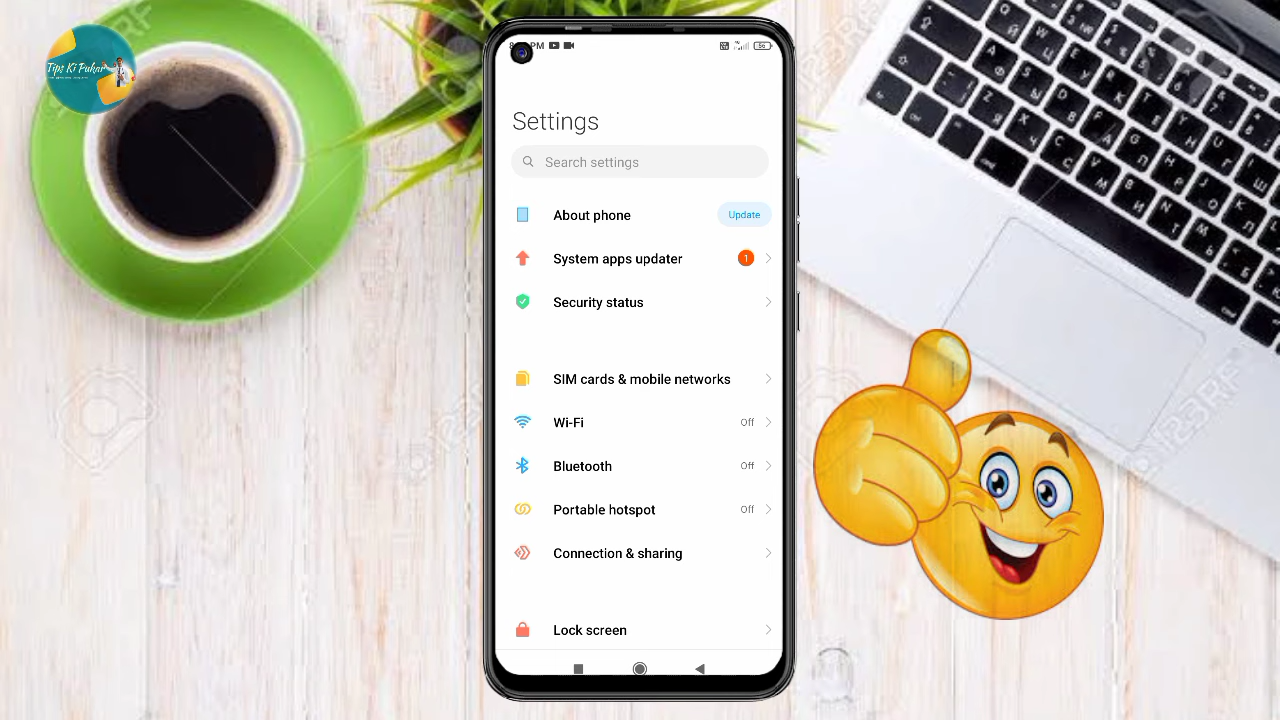 Tips Ki Pukar
PM
Settings
Search settings
About phone
Update
System apps updater
1
Security status
SIM cards & mobile networks
Wi-Fi
Off
Bluetooth
Off
Portable hotspot
Off
Connection & sharing
Lock screen